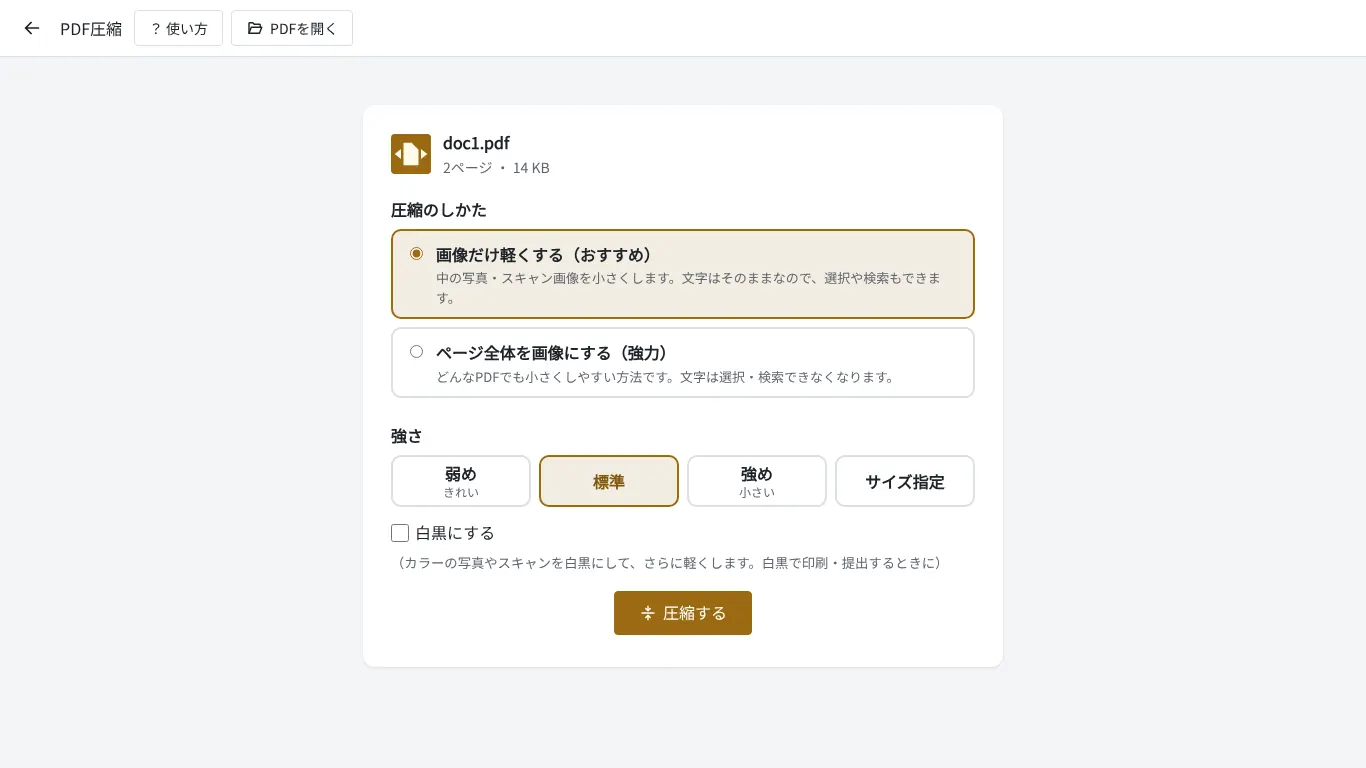 PDF圧縮
? 使い方
PDFを開く
doc1.pdf
2ページ ・ 14 KB
圧縮のしかた
画像だけ軽くする（おすすめ）
中の写真・スキャン画像を小さくします。文字はそのままなので、選択や検索もできま
す。
ページ全体を画像にする（強力）
どんなPDFでも小さくしやすい方法です。文字は選択・検索できなくなります。
強さ
弱め
きれい
標準
強め
小さい
サイズ指定
白黒にする
（カラーの写真やスキャンを白黒にして、さらに軽くします。白黒で印刷・提出するときに）
圧縮する